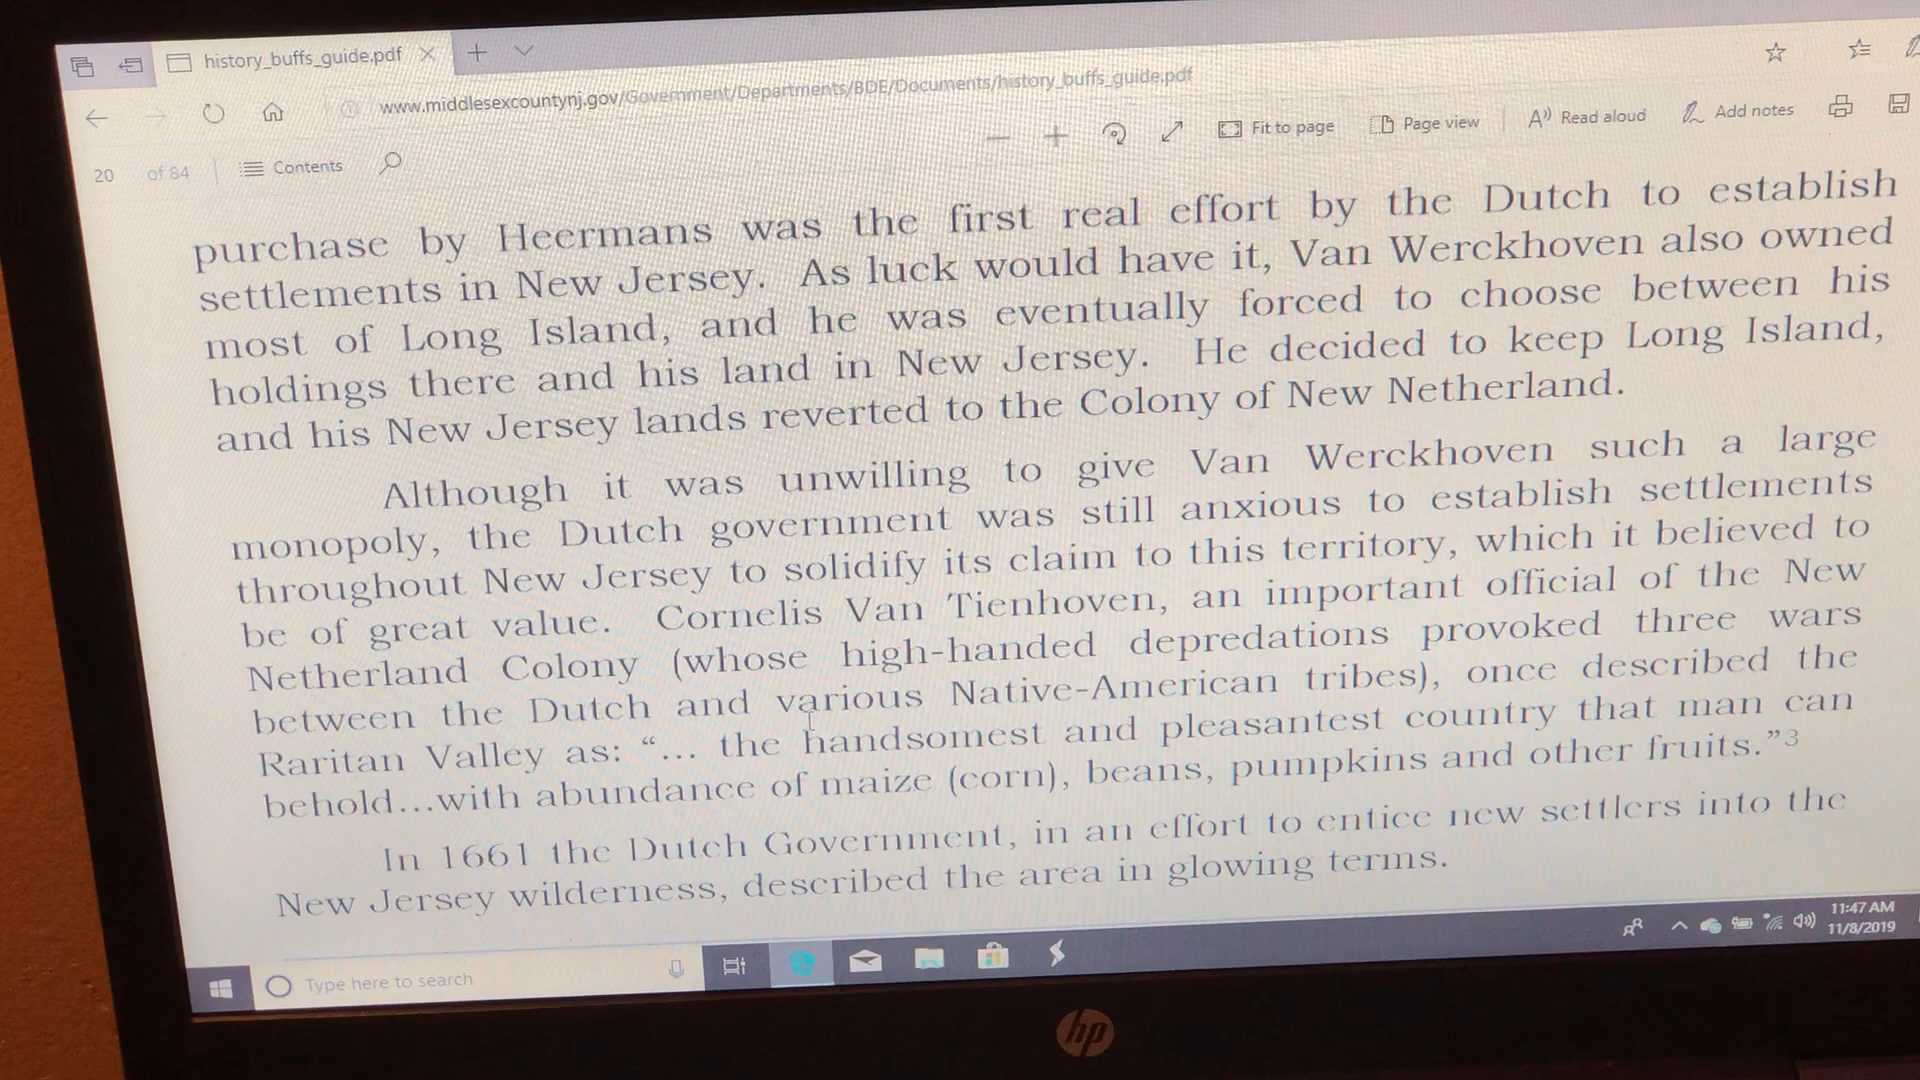 history_buffs_guide.pdf
www.middlesexcountynj.gov/Government/Departments/BDE/Documents/history_buffs_guide.pdf
20 of 84 Contents Fit to page Page view Read aloud Add notes
purchase by Heermans was the first real effort by the Dutch to establish
settlements in New Jersey. As luck would have it, Van Werckhoven also owned
most of Long Island, and he was eventually forced to choose between his
holdings there and his land in New Jersey. He decided to keep Long Island,
and his New Jersey lands reverted to the Colony of New Netherland.
Although it was unwilling to give Van Werckhoven such a large
monopoly, the Dutch government was still anxious to establish settlements
throughout New Jersey to solidify its claim to this territory, which it believed to
be of great value. Cornelis Van Tienhoven, an important official of the New
Netherland Colony (whose high-handed depredations provoked three wars
between the Dutch and various Native-American tribes), once described the
Raritan Valley as: “... the handsomest and pleasantest country that man can
behold...with abundance of maize (corn), beans, pumpkins and other fruits.”3
In 1661 the Dutch Government, in an effort to entice new settlers into the
New Jersey wilderness, described the area in glowing terms.
Type here to search
11:47 AM
11/8/2019
hp